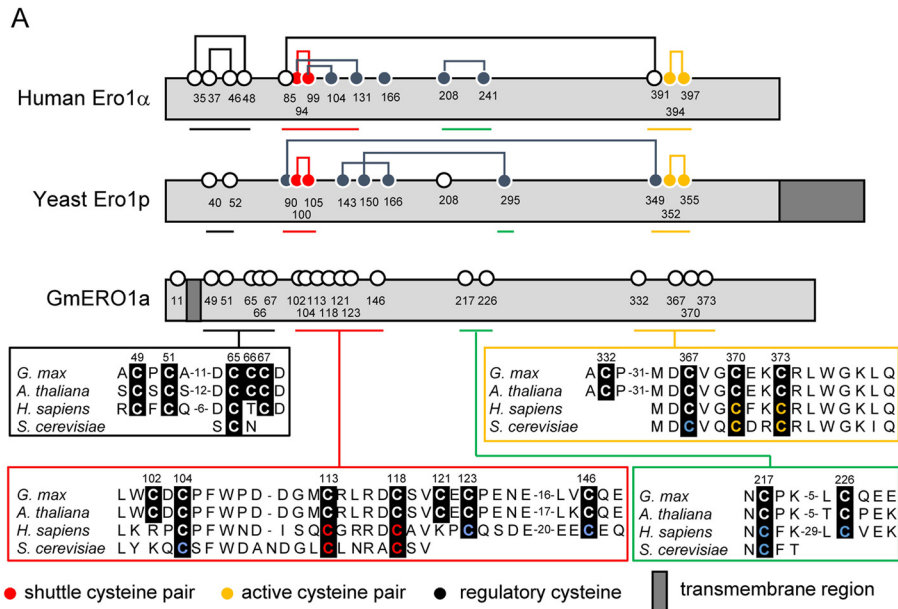 A
Human Ero1α
35 37 46 48 85 99 104 131 166 208 241 391 397
94 394
Yeast Ero1p
40 52 90 105 143 150 166 208 295 349 355
100 352
GmERO1a
11 49 51 65 67 102 113 121 146 217 226 332 367 373
66 104 118 123 370
49 51 65 66 67
G. max A C P C A -11- D C C C D
A. thaliana S C S C S -12- D C C C D
H. sapiens R C F C Q -6- D C T C D
S. cerevisiae S C N
332 367 370 373
G. max A C P -31- M D C V G C E K C R L W G K L Q
A. thaliana A C P -31- M D C V G C E K C R L W G K L Q
H. sapiens M D C V G C F K C R L W G K L Q
S. cerevisiae M D C V Q C D R C R L W G K I Q
102 104 113 118 121 123 146
G. max L W C D C P F W P D - D G M C R L R D C S V C E C P E N E -16- L V C Q E
A. thaliana L W C D C P F W P D - D G M C R L R D C S V C E C P E N E -17- L K C Q E
H. sapiens L K R P C P F W N D - I S Q C G R R D C A V K P C Q S D E -20- E E C E Q
S. cerevisiae L Y K Q C S F W D A N D G L C L N R A C S V
217 226
G. max N C P K -5- L C Q E E
A. thaliana N C P K -5- T C P E K
H. sapiens N C F K -29- L C V E K
S. cerevisiae N C F T
shuttle cysteine pair active cysteine pair regulatory cysteine transmembrane region